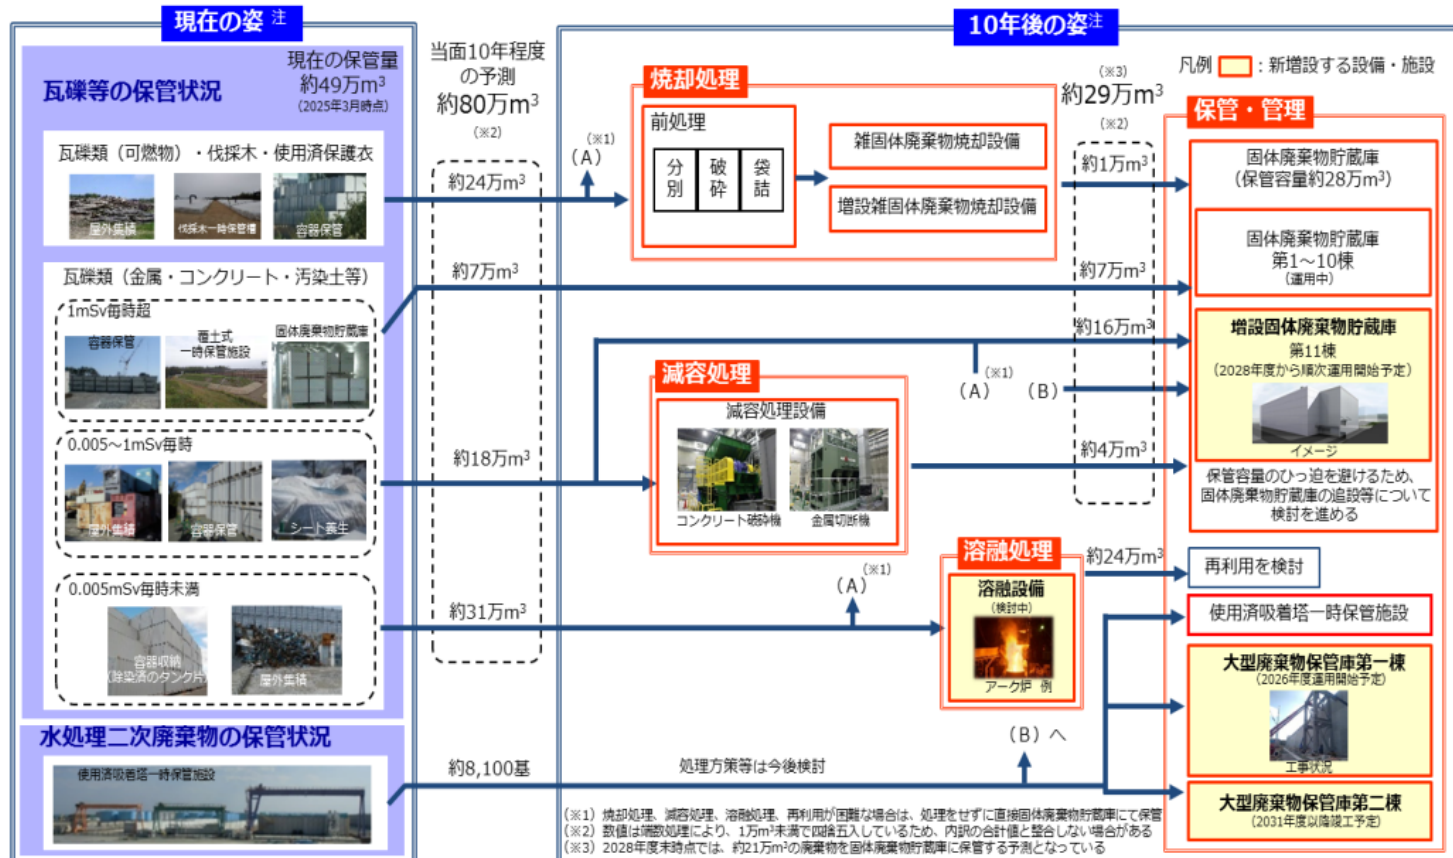 現在の姿 注
10年後の姿注
瓦礫等の保管状況
現在の保管量
約49万m³
(2025年3月時点)
瓦礫類（可燃物）・伐採木・使用済保護衣
屋外集積
伐採木一時保管槽
容器保管
瓦礫類（金属・コンクリート・汚染土等）
1mSv毎時超
容器保管
覆土式
一時保管施設
固体廃棄物貯蔵庫
0.005～1mSv毎時
屋外集積
容器保管
シート養生
0.005mSv毎時未満
容器収納
（除染済のタンク片）
屋外集積
水処理二次廃棄物の保管状況
使用済吸着塔一時保管施設
当面10年程度
の予測
約80万m³
(※2)
約24万m³
約7万m³
約18万m³
約31万m³
約8,100基
(※1)
(A)
焼却処理
前処理
分別
破砕
袋詰
雑固体廃棄物焼却設備
増設雑固体廃棄物焼却設備
減容処理
減容処理設備
コンクリート破砕機
金属切断機
(A)
(※1)
(B)
(※1)
(A)
溶融処理
溶融設備
(検討中)
アーク炉 例
処理方策等は今後検討
(B) へ
(※3)
約29万m³
(※2)
約1万m³
約7万m³
約16万m³
約4万m³
約24万m³
凡例
：新増設する設備・施設
保管・管理
固体廃棄物貯蔵庫
（保管容量約28万m³）
固体廃棄物貯蔵庫
第1～10棟
(運用中)
増設固体廃棄物貯蔵庫
第11棟
(2028年度から順次運用開始予定)
イメージ
保管容量のひっ迫を避けるため、
固体廃棄物貯蔵庫の追設等について
検討を進める
再利用を検討
使用済吸着塔一時保管施設
大型廃棄物保管庫第一棟
(2026年度運用開始予定)
工事状況
大型廃棄物保管庫第二棟
(2031年度以降竣工予定)
(※1) 焼却処理、減容処理、溶融処理、再利用が困難な場合は、処理をせずに直接固体廃棄物貯蔵庫にて保管
(※2) 数値は端数処理により、1万m³未満で四捨五入しているため、内訳の合計値と整合しない場合がある
(※3) 2028年度末時点では、約21万m³の廃棄物を固体廃棄物貯蔵庫に保管する予測となっている